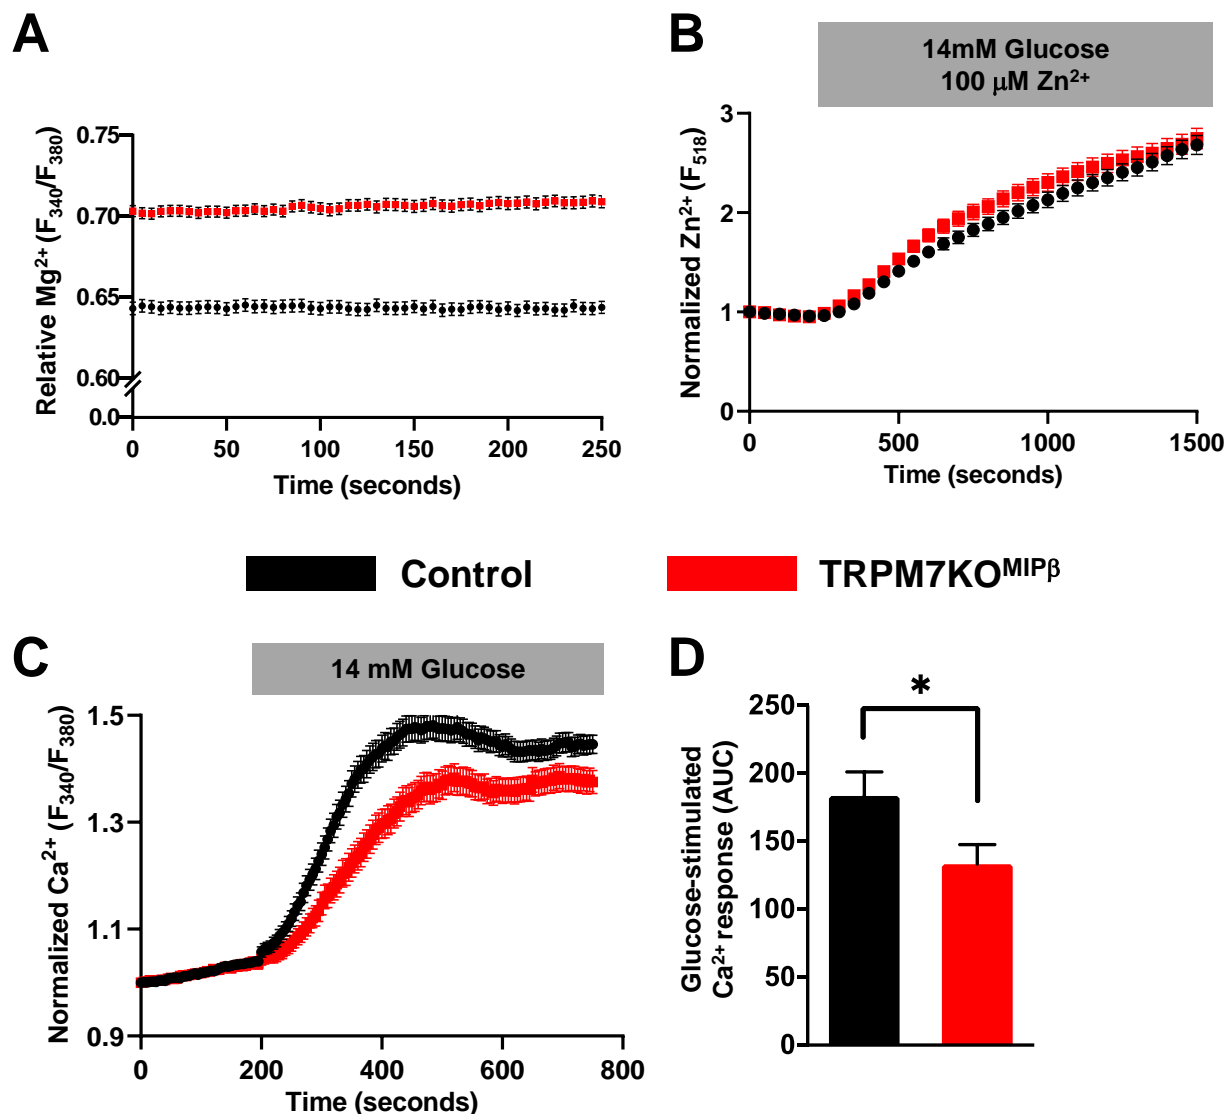 A
Relative Mg²⁺ (F₃₄₀/F₃₈₀)
0.75
0.70
0.65
0.60
0.0
0 50 100 150 200 250
Time (seconds)
B
14mM Glucose
100 μM Zn²⁺
Normalized Zn²⁺ (F₅₁₈)
3
2
1
0
0 500 1000 1500
Time (seconds)
Control
TRPM7KOᴹᴵᴾᵝ
C
14 mM Glucose
Normalized Ca²⁺ (F₃₄₀/F₃₈₀)
1.5
1.3
1.1
0.9
0 200 400 600 800
Time (seconds)
D
Glucose-stimulated
Ca²⁺ response (AUC)
250
200
150
100
50
0
*